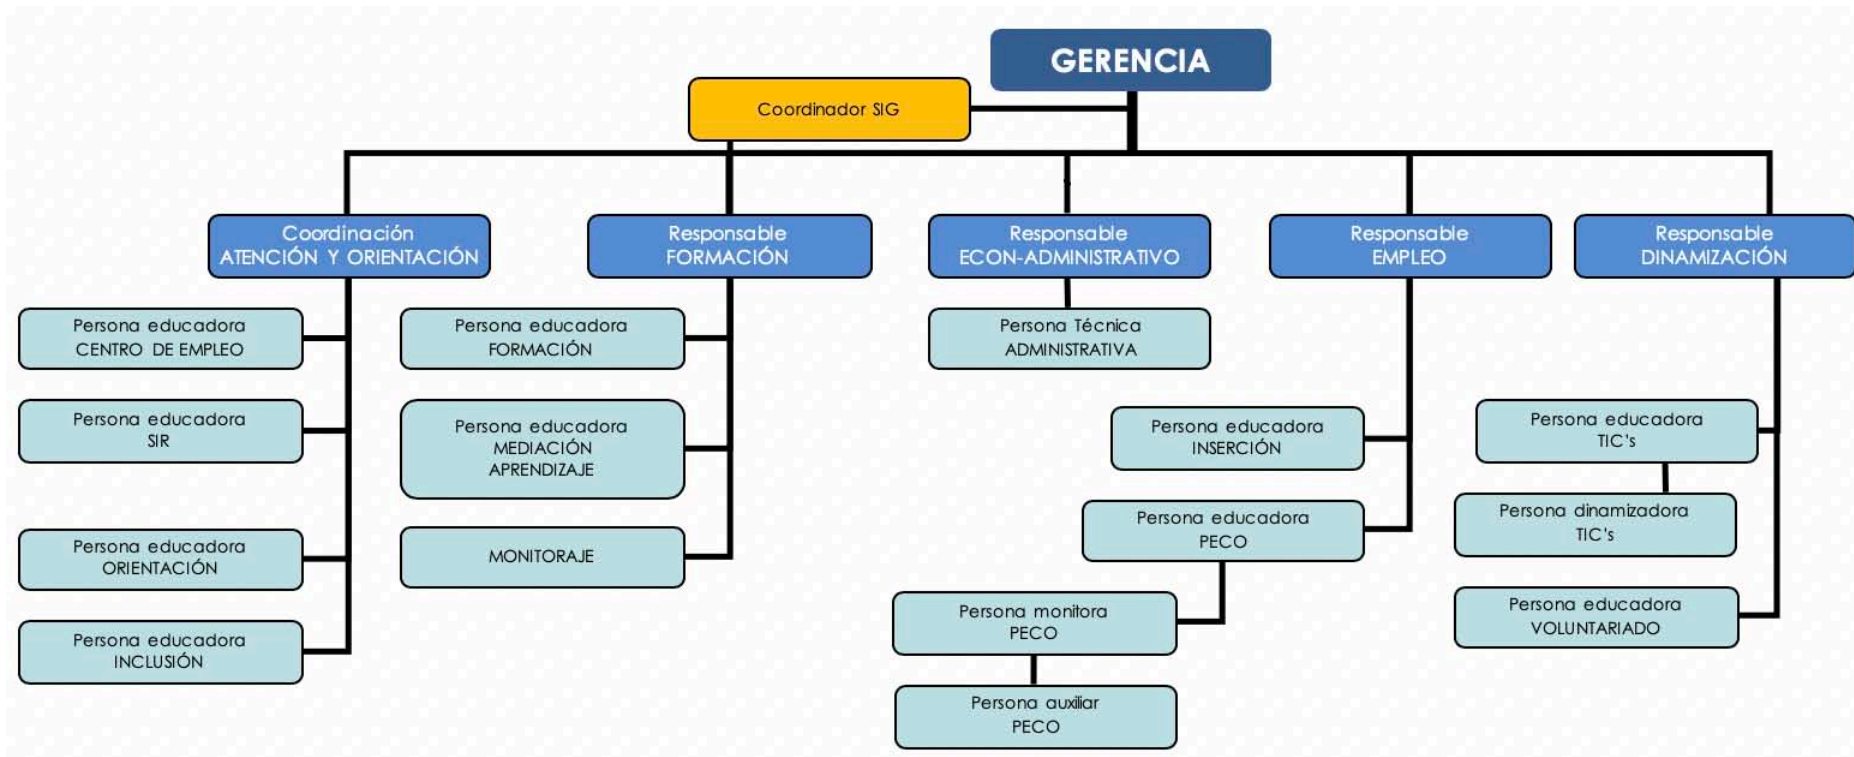 GERENCIA
Coordinador SIG
Coordinación
ATENCIÓN Y ORIENTACIÓN
Responsable
FORMACIÓN
Responsable
ECON-ADMINISTRATIVO
Responsable
EMPLEO
Responsable
DINAMIZACIÓN
Persona educadora
CENTRO DE EMPLEO
Persona educadora
SIR
Persona educadora
ORIENTACIÓN
Persona educadora
INCLUSIÓN
Persona educadora
FORMACIÓN
Persona educadora
MEDIACIÓN
APRENDIZAJE
MONITORAJE
Persona Técnica
ADMINISTRATIVA
Persona educadora
INSERCIÓN
Persona educadora
PECO
Persona monitora
PECO
Persona auxiliar
PECO
Persona educadora
TIC's
Persona dinamizadora
TIC's
Persona educadora
VOLUNTARIADO